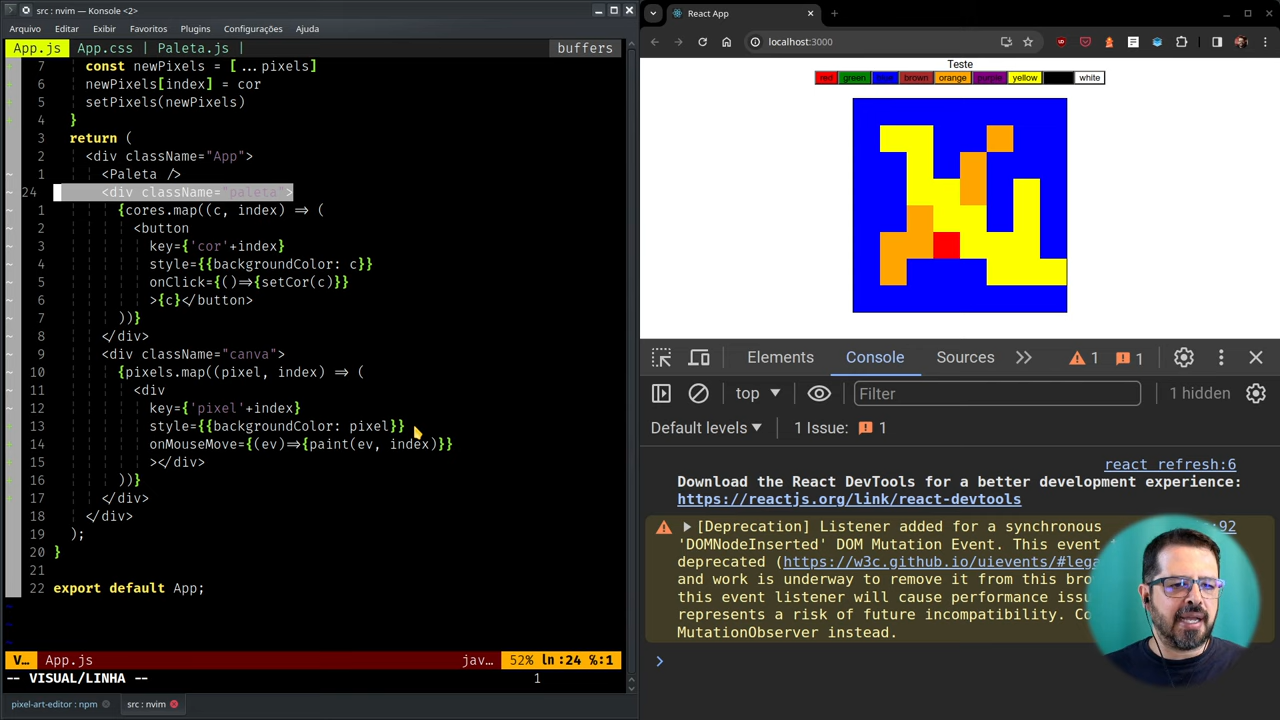 src : nvim — Konsole <2>
Arquivo Editar Exibir Favoritos Plugins Configurações Ajuda
App.js App.css | Paleta.js | buffers
7 const newPixels = [...pixels]
6 newPixels[index] = cor
5 setPixels(newPixels)
4 }
3 return (
2 <div className="App">
~ 1 <Paleta />
~ 24 <div className="paleta">
~ 1 {cores.map((c, index) => (
~ 2 <button
~ 3 key={'cor'+index}
~ 4 style={{backgroundColor: c}}
~ 5 onClick={()=>{setCor(c)}}
~ 6 >{c}</button>
~ 7 ))}
~ 8 </div>
~ 9 <div className="canva">
~ 10 {pixels.map((pixel, index) => (
~ 11 <div
~ 12 key={'pixel'+index}
13 style={{backgroundColor: pixel}}
14 onMouseMove={(ev)=>{paint(ev, index)}}
15 ></div>
16 ))}
17 </div>
18 </div>
19 );
20 }
21
22 export default App;
V… App.js jav… 52% ln:24 %:1
-- VISUAL/LINHA -- 1
pixel-art-editor : npm src : nvim
React App
localhost:3000
Teste
red green blue brown orange purple yellow white
Elements Console Sources 1 1
top Filter 1 hidden
Default levels 1 Issue: 1
react refresh:6
Download the React DevTools for a better development experience:
https://reactjs.org/link/react-devtools
[Deprecation] Listener added for a synchronous :92
'DOMNodeInserted' DOM Mutation Event. This event
deprecated (https://w3c.github.io/uievents/#lega
and work is underway to remove it from this bro
this event listener will cause performance issu
represents a risk of future incompatibility. Co
MutationObserver instead.